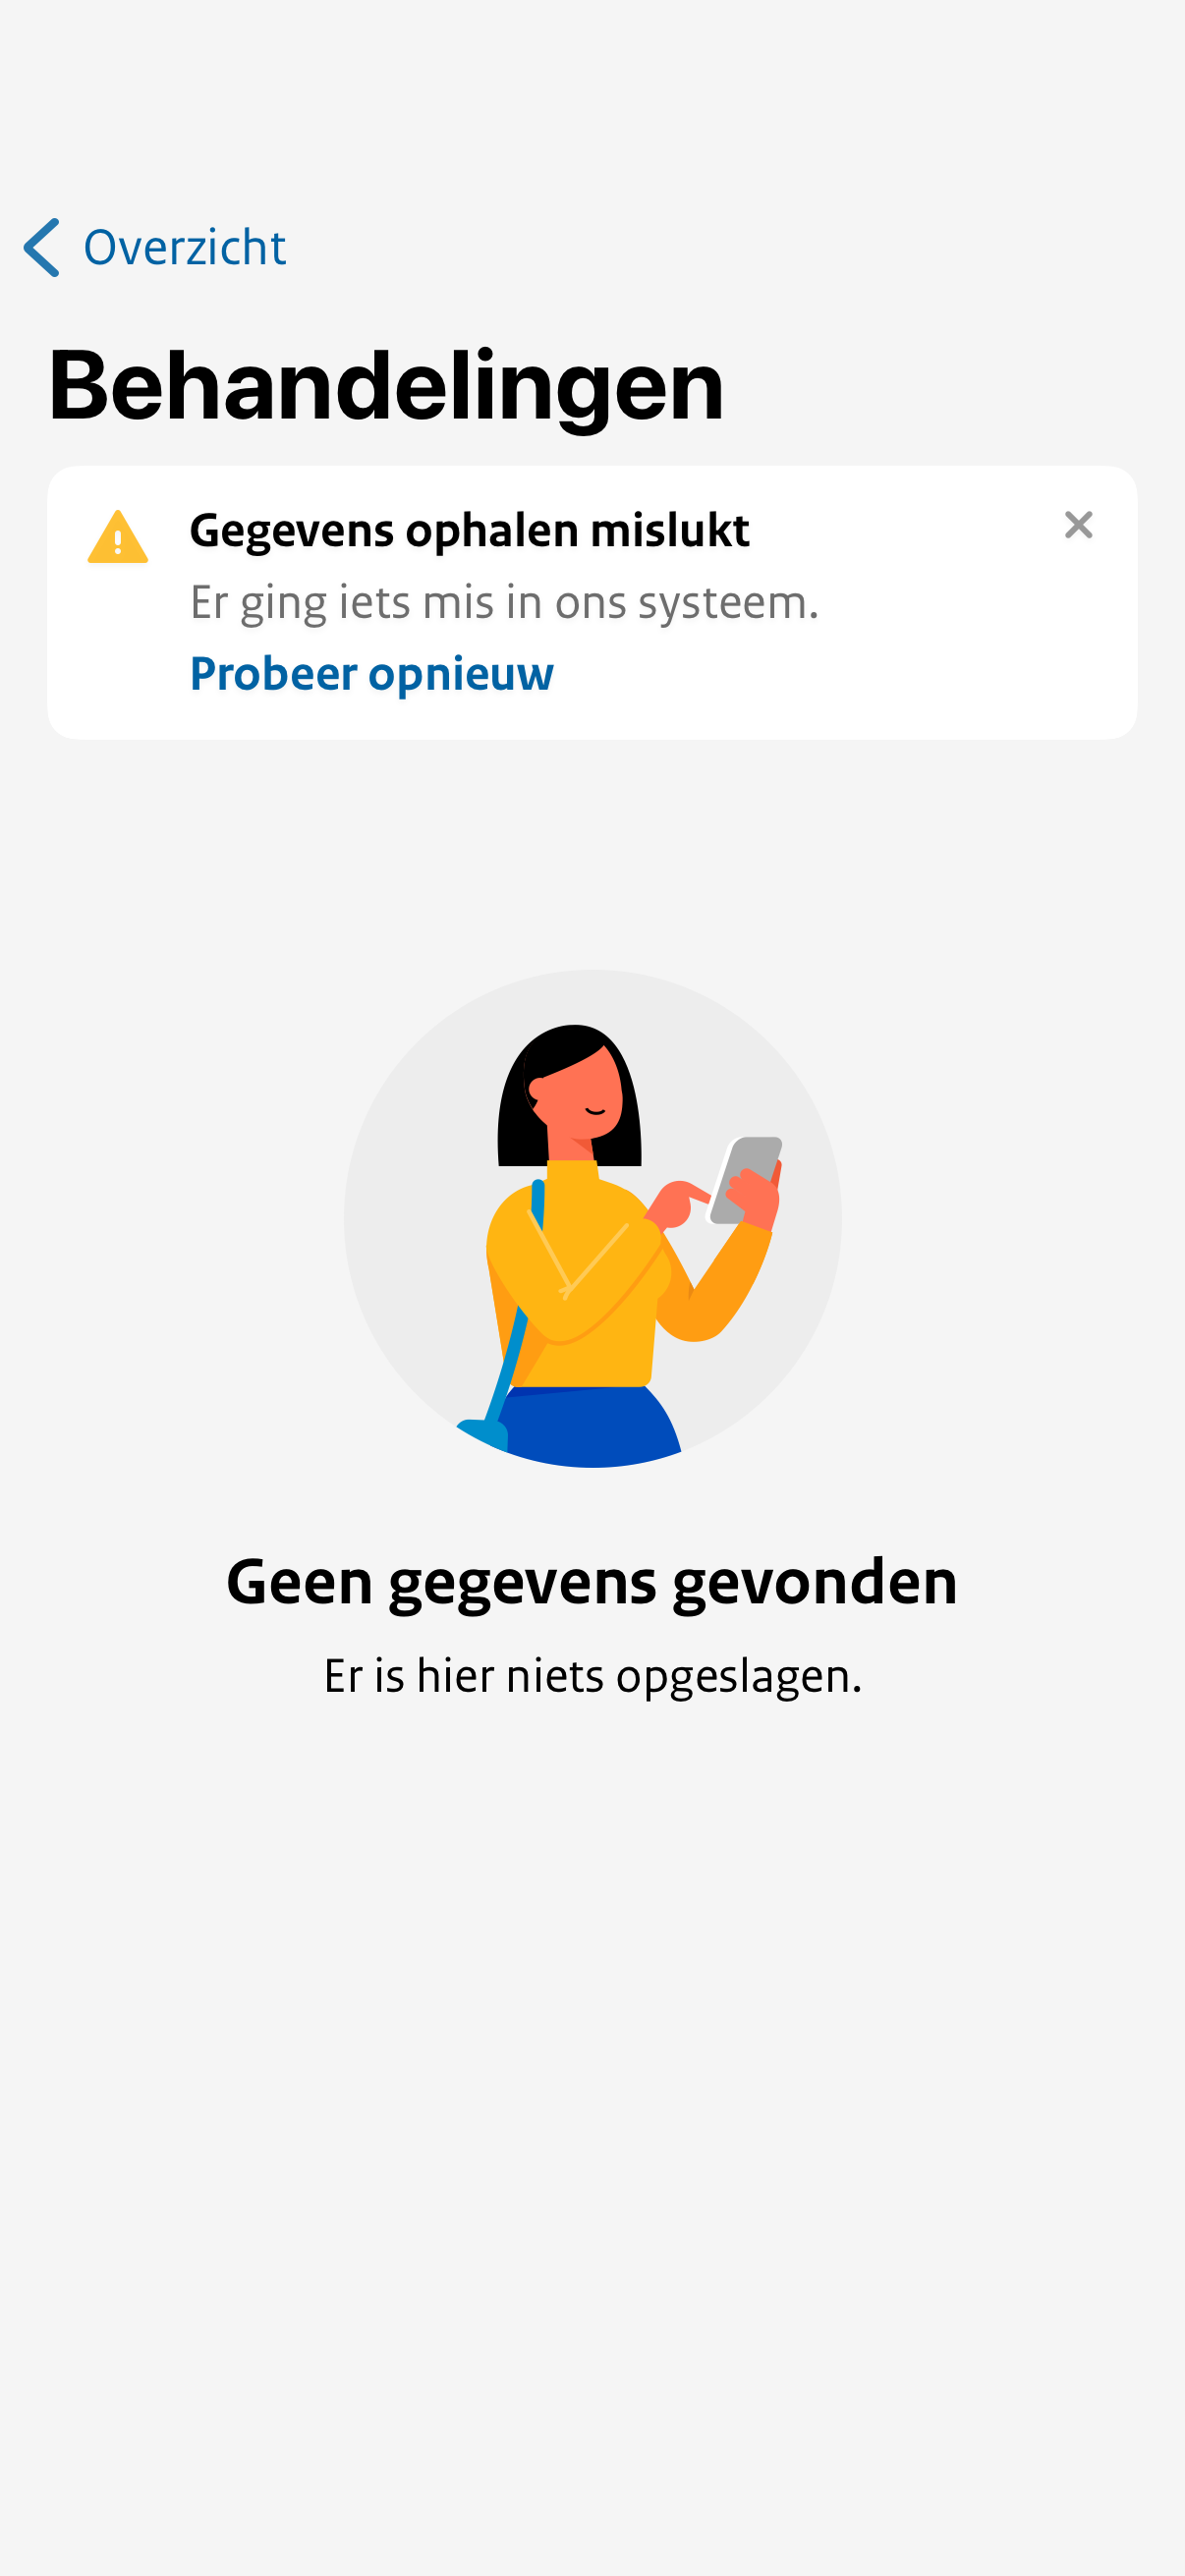 Overzicht
Behandelingen
Gegevens ophalen mislukt
Er ging iets mis in ons systeem.
Probeer opnieuw
Geen gegevens gevonden
Er is hier niets opgeslagen.